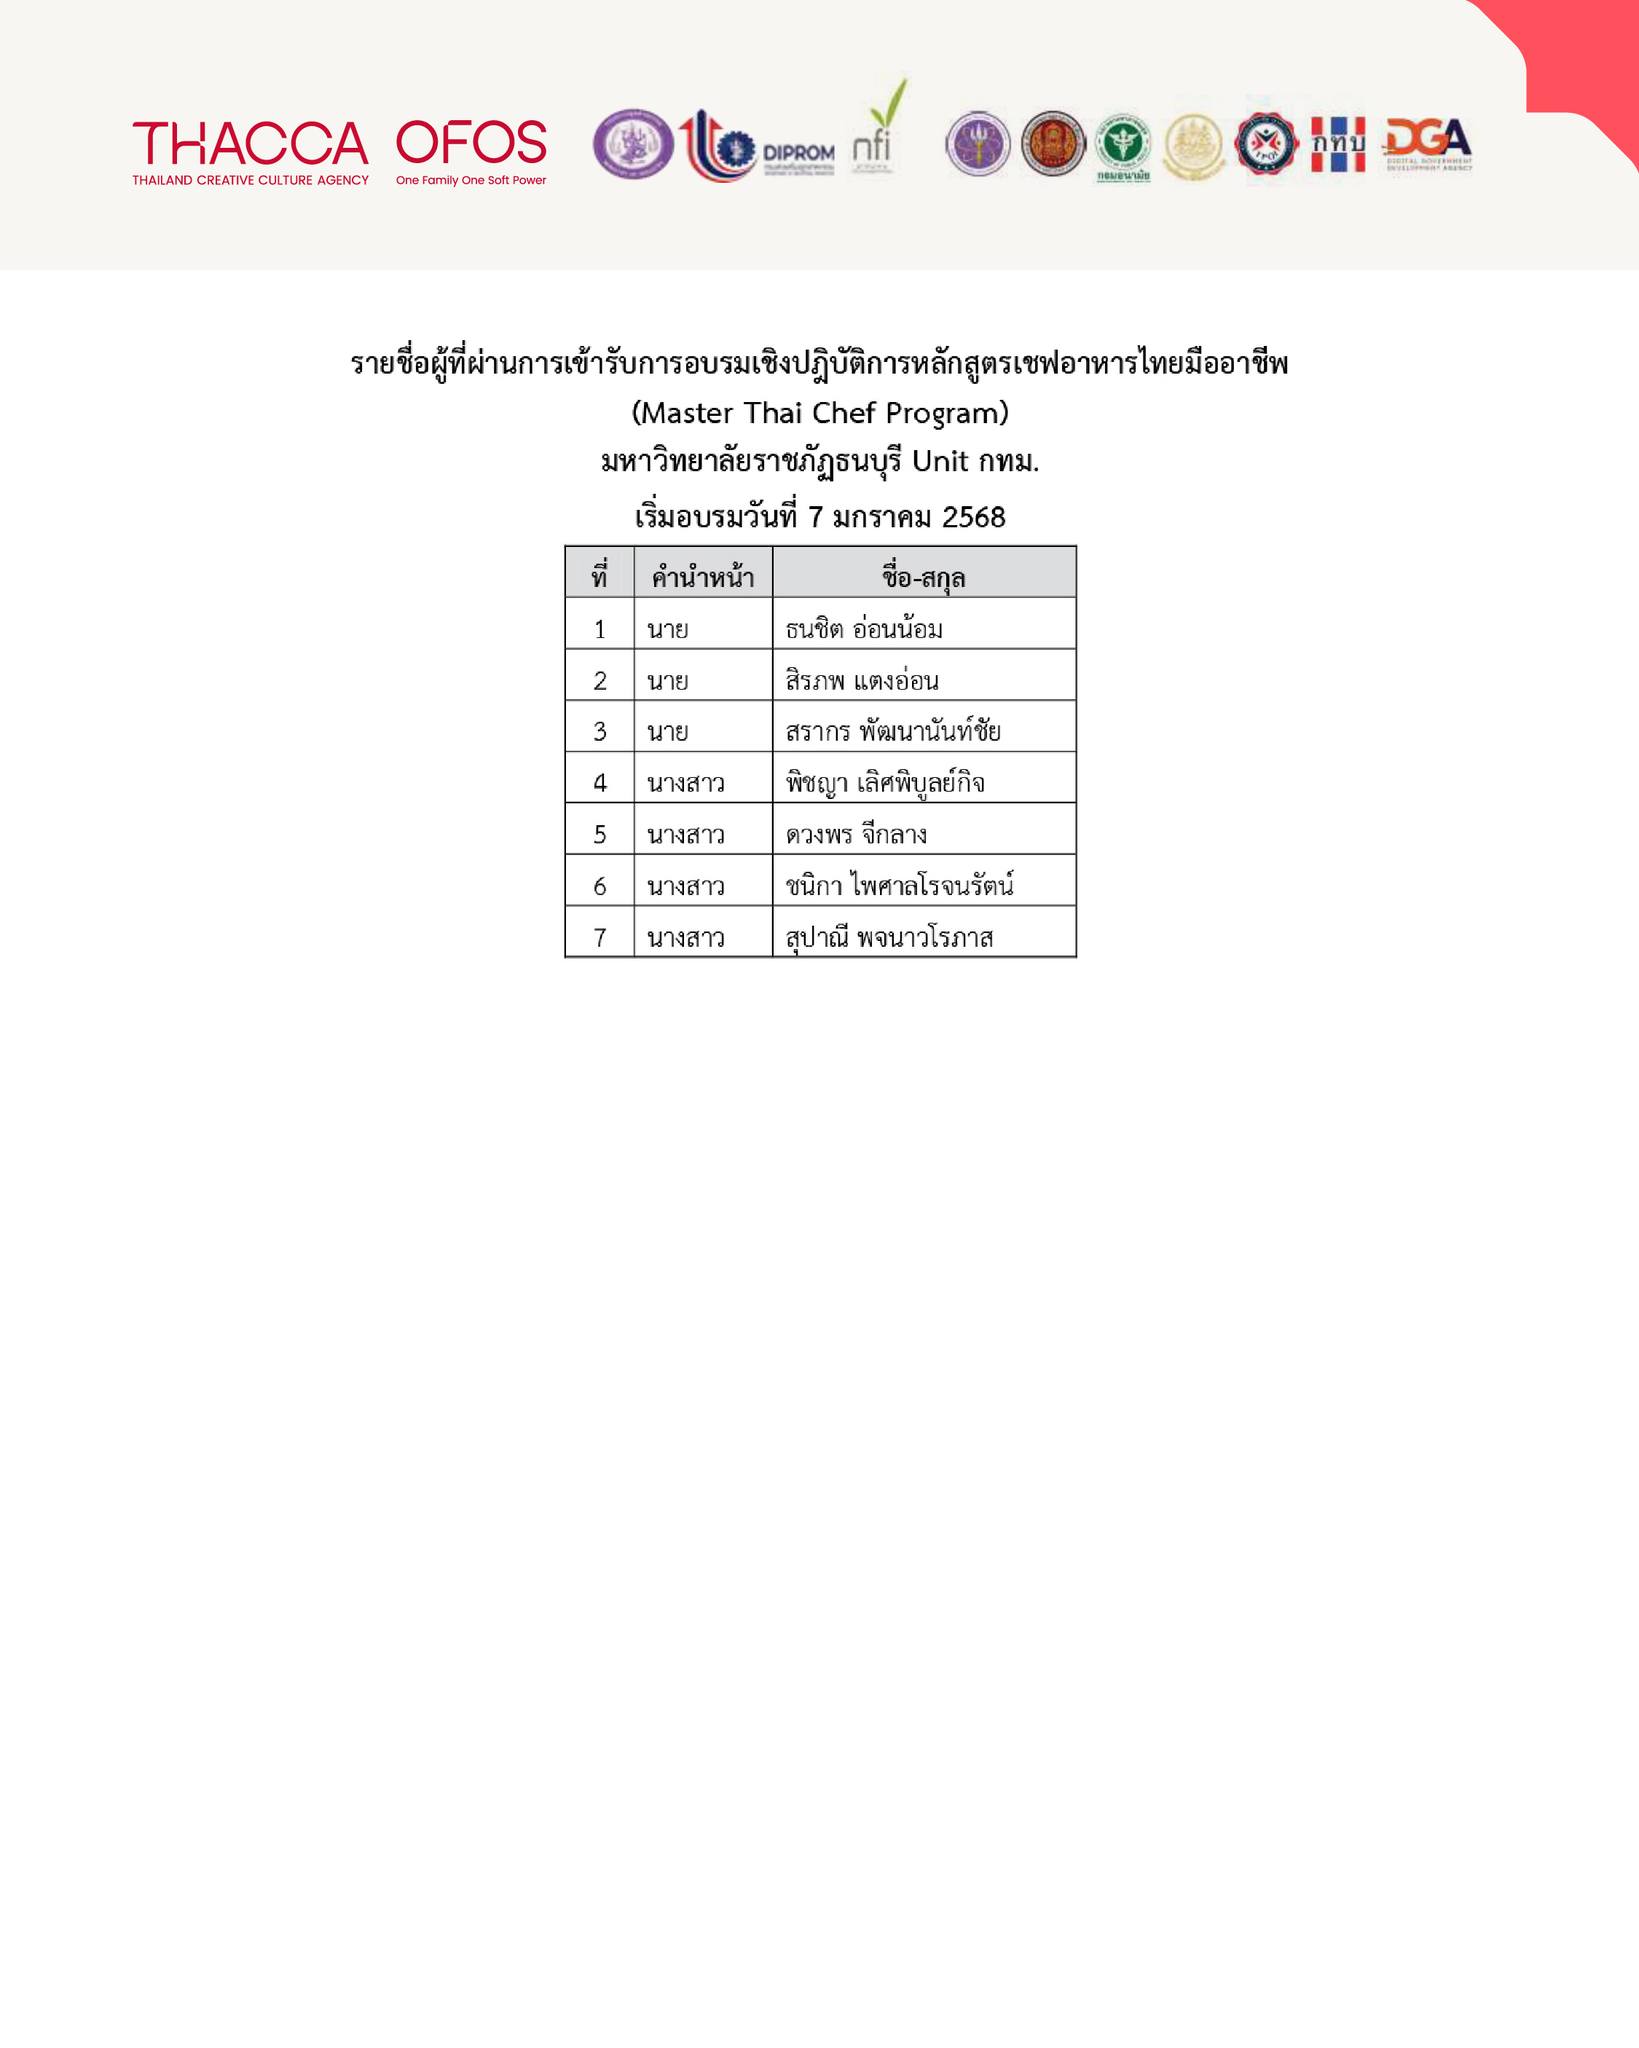 THACCA OFOS
THAILAND CREATIVE CULTURE AGENCY One Family One Soft Power
DIPROM
nfi
กรมอนามัย
กทบ
DGA
DIGITAL GOVERNMENT
DEVELOPMENT AGENCY
รายชื่อผู้ที่ผ่านการเข้ารับการอบรมเชิงปฎิบัติการหลักสูตรเชฟอาหารไทยมืออาชีพ
(Master Thai Chef Program)
มหาวิทยาลัยราชภัฏธนบุรี Unit กทม.
เริ่มอบรมวันที่ 7 มกราคม 2568
ที่ คำนำหน้า ชื่อ-สกุล
1 นาย ธนชิต อ่อนน้อม
2 นาย สิรภพ แตงอ่อน
3 นาย สรากร พัฒนานันท์ชัย
4 นางสาว พิชญา เลิศพิบูลย์กิจ
5 นางสาว ดวงพร จีกลาง
6 นางสาว ชนิกา ไพศาลโรจนรัตน์
7 นางสาว สุปาณี พจนาวโรภาส